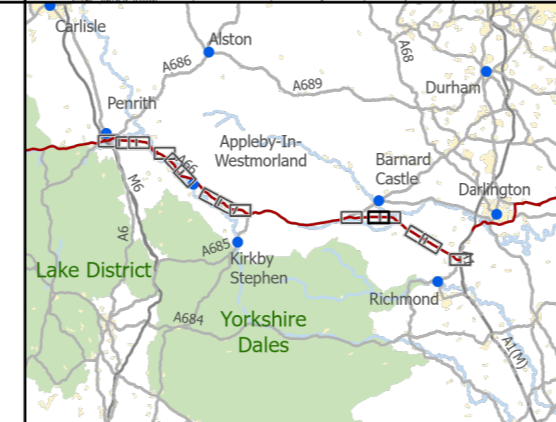 Carlisle
Alston
A686
A68
A689
Durham
Penrith
Appleby-In-
Westmorland
A66
Barnard
Castle
Darlington
M6
A6
A685
Kirkby
Stephen
Lake District
Richmond
A684
Yorkshire
Dales
A1(M)